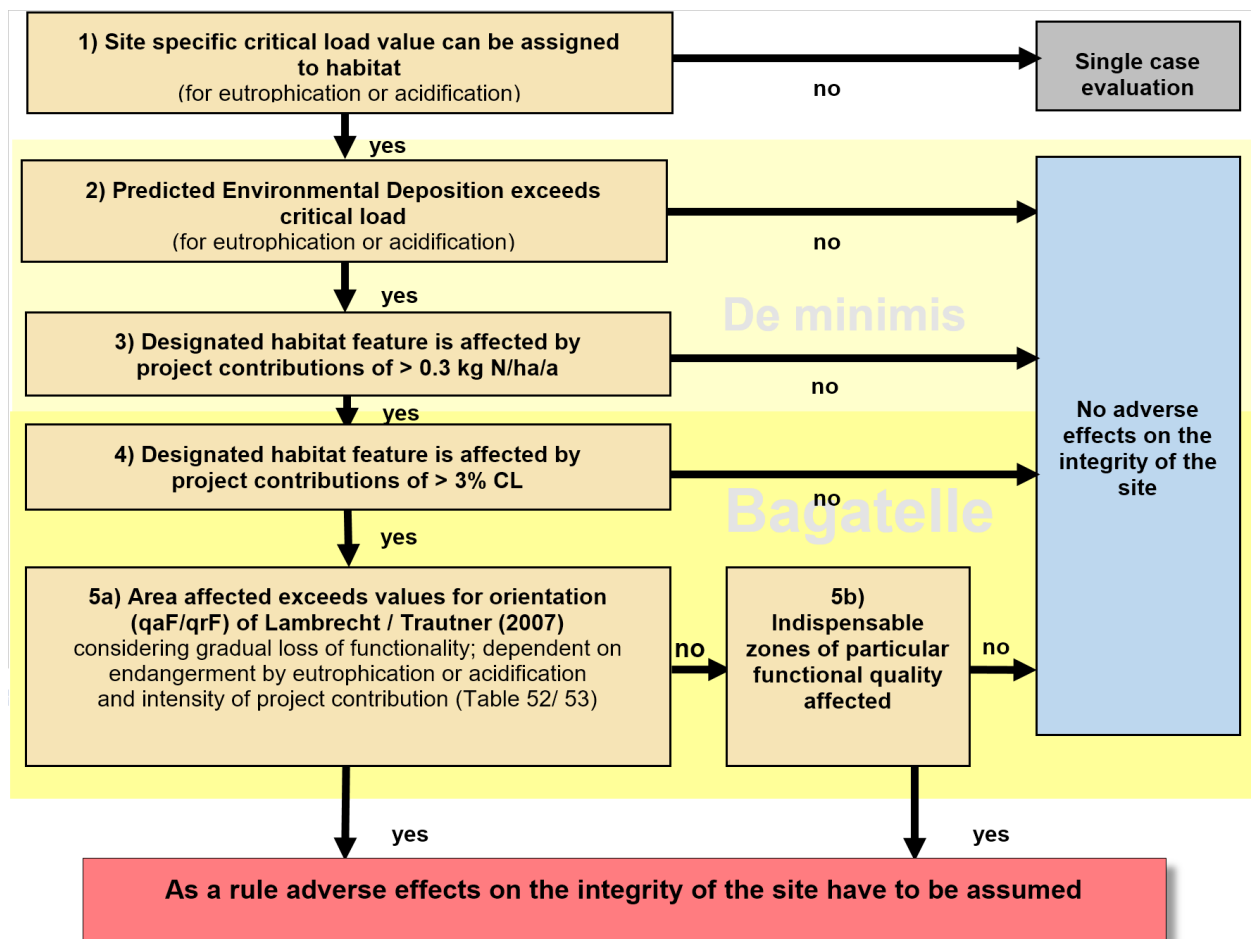 1) Site specific critical load value can be assigned
to habitat
(for eutrophication or acidification)
no
Single case
evaluation
yes
2) Predicted Environmental Deposition exceeds
critical load
(for eutrophication or acidification)
no
yes
De minimis
3) Designated habitat feature is affected by
project contributions of > 0.3 kg N/ha/a
no
yes
No adverse
effects on the
integrity of the
site
4) Designated habitat feature is affected by
project contributions of > 3% CL
no
Bagatelle
yes
5a) Area affected exceeds values for orientation
(qaF/qrF) of Lambrecht / Trautner (2007)
considering gradual loss of functionality; dependent on
endangerment by eutrophication or acidification
and intensity of project contribution (Table 52/ 53)
no
5b)
Indispensable
zones of particular
functional quality
affected
no
yes
yes
As a rule adverse effects on the integrity of the site have to be assumed